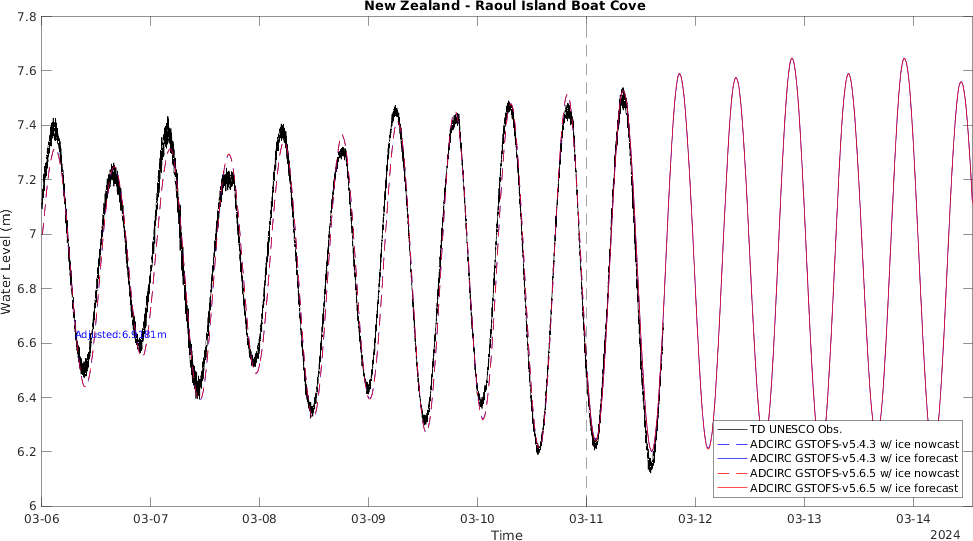 New Zealand - Raoul Island Boat Cove
7.8
7.6
7.4
7.2
7
6.8
6.6
6.4
6.2
6
Water Level (m)
03-06
03-07
03-08
03-09
03-10
03-11
03-12
03-13
03-14
Time
2024
TD UNESCO Obs.
ADCIRC GSTOFS-v5.4.3 w/ ice nowcast
ADCIRC GSTOFS-v5.4.3 w/ ice forecast
ADCIRC GSTOFS-v5.6.5 w/ ice nowcast
ADCIRC GSTOFS-v5.6.5 w/ ice forecast